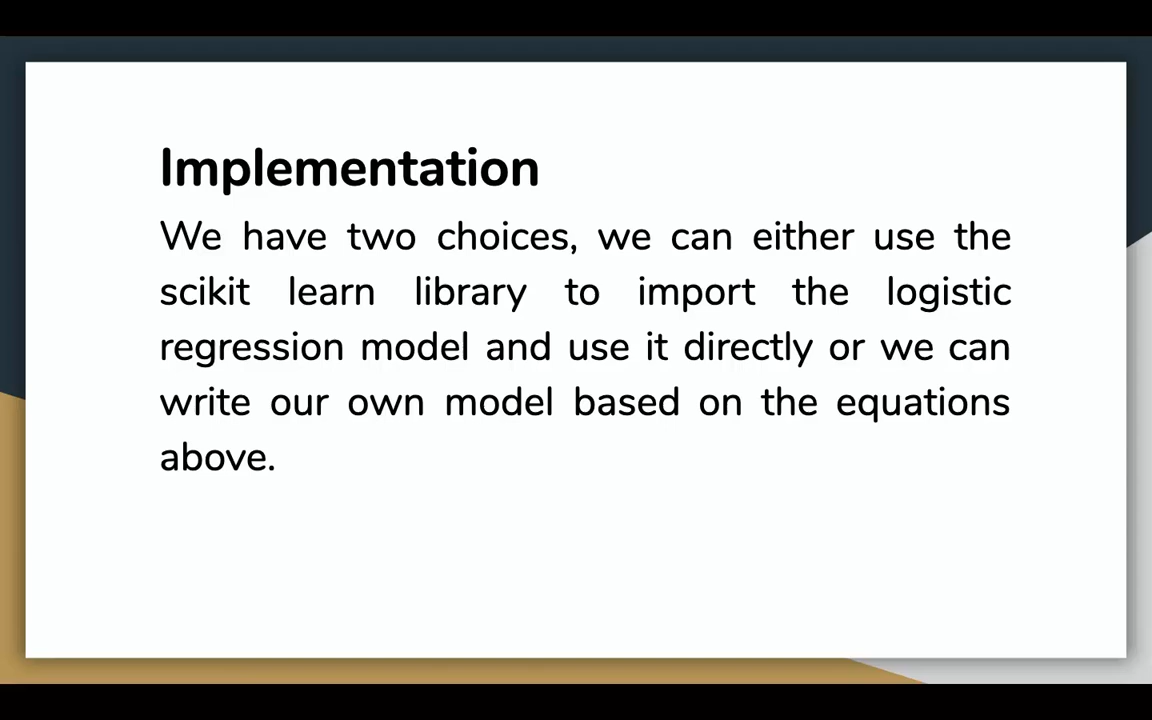 Implementation
We have two choices, we can either use the
scikit learn library to import the logistic
regression model and use it directly or we can
write our own model based on the equations
above.